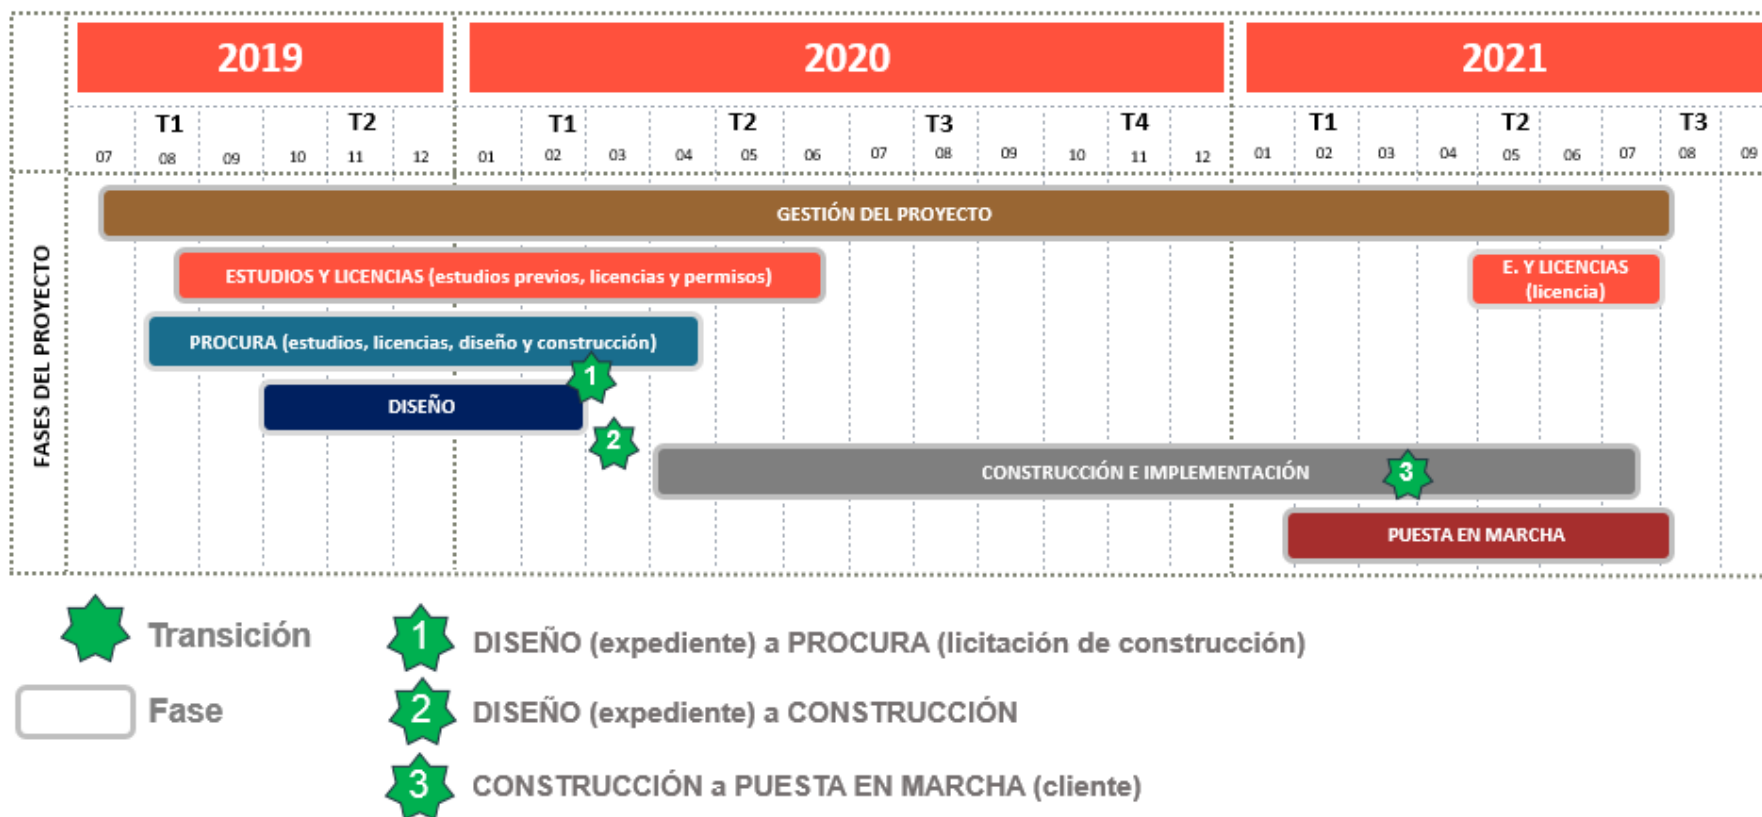 2019 2020 2021
T1 T2 T1 T2 T3 T4 T1 T2 T3
07 08 09 10 11 12 01 02 03 04 05 06 07 08 09 10 11 12 01 02 03 04 05 06 07 08 09
FASES DEL PROYECTO
GESTIÓN DEL PROYECTO
ESTUDIOS Y LICENCIAS (estudios previos, licencias y permisos)
E. Y LICENCIAS
(licencia)
PROCURA (estudios, licencias, diseño y construcción)
1
DISEÑO
2
CONSTRUCCIÓN E IMPLEMENTACIÓN
3
PUESTA EN MARCHA
Transición
Fase
1 DISEÑO (expediente) a PROCURA (licitación de construcción)
2 DISEÑO (expediente) a CONSTRUCCIÓN
3 CONSTRUCCIÓN a PUESTA EN MARCHA (cliente)